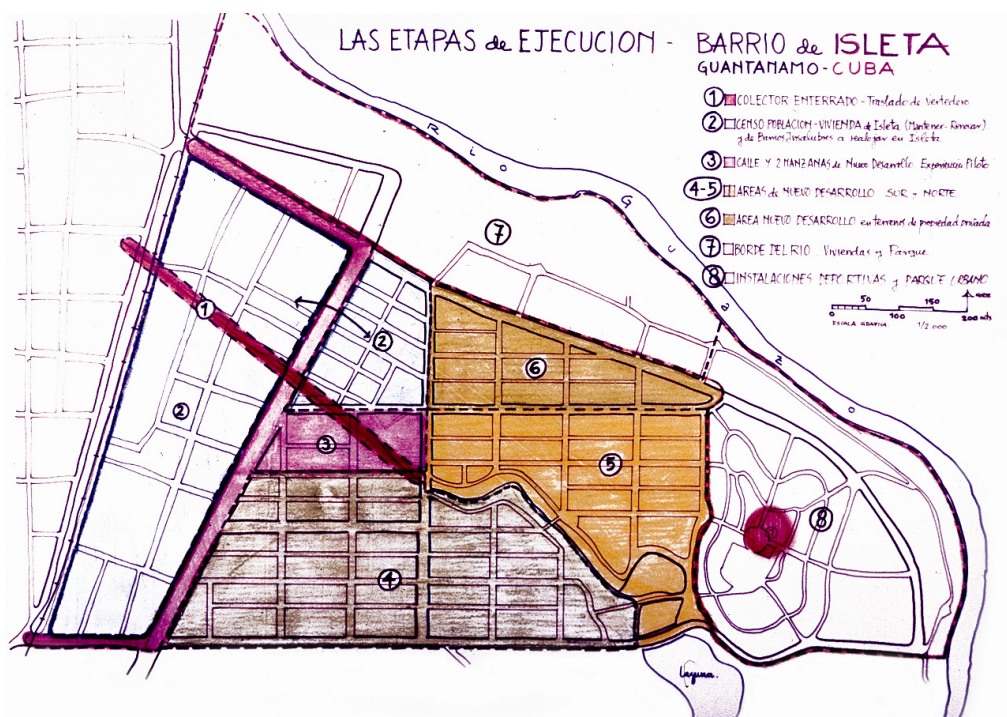 LAS ETAPAS de EJECUCION - BARRIO de ISLETA
GUANTANAMO-CUBA
1 COLECTOR ENTERRADO - Traslado de Vertedero
2 CENSO POBLACION-VIVIENDA de Isleta (Mantener-Renovar)
y de Barrios Insalubres a realojar en Isleta
3 CALLE Y 2 MANZANAS de Nuevo Desarrollo Experiencia Piloto
4-5 AREAS de NUEVO DESARROLLO SUR y NORTE
6 AREA NUEVO DESARROLLO en terrenos de propiedad privada
7 BORDE DEL RIO Viviendas y Parque
8 INSTALACIONES DEPORTIVAS y PARQUE URBANO
50 150 NORTE
0 100 200 mts
ESCALA GRAFICA 1/2.000
RIO GUAZO
7
1
2
2
6
3
5
8
4
Laguna.